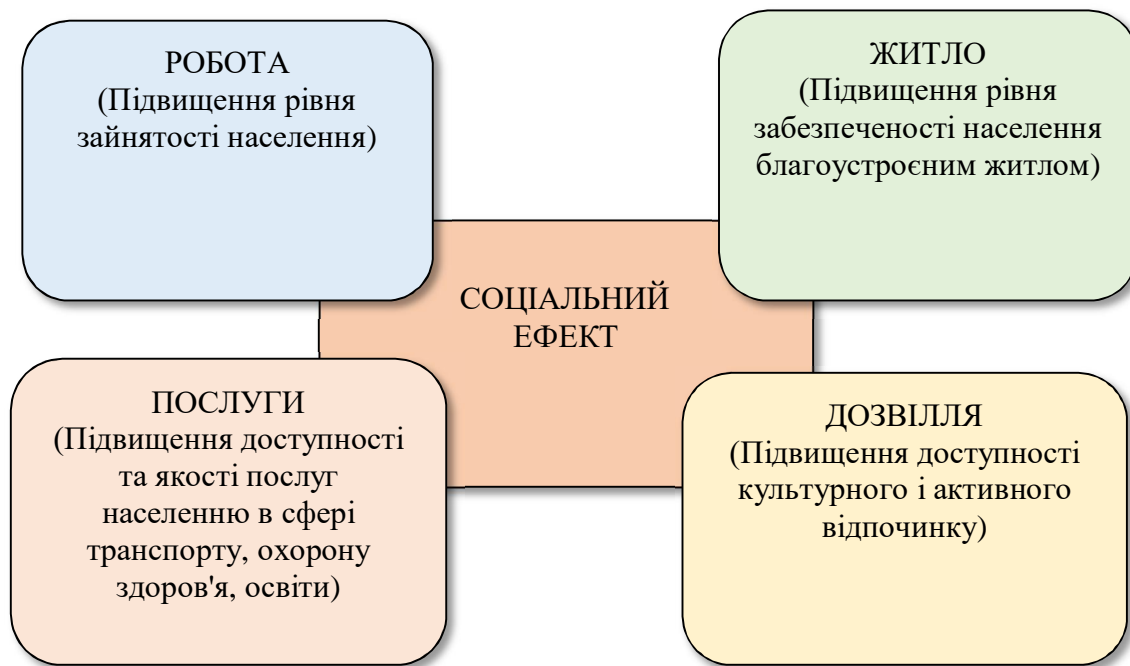 РОБОТА
(Підвищення рівня
зайнятості населення)
ЖИТЛО
(Підвищення рівня
забезпеченості населення
благоустроєним житлом)
СОЦІАЛЬНИЙ
ЕФЕКТ
ПОСЛУГИ
(Підвищення доступності
та якості послуг
населенню в сфері
транспорту, охорону
здоров'я, освіти)
ДОЗВІЛЛЯ
(Підвищення доступності
культурного і активного
відпочинку)